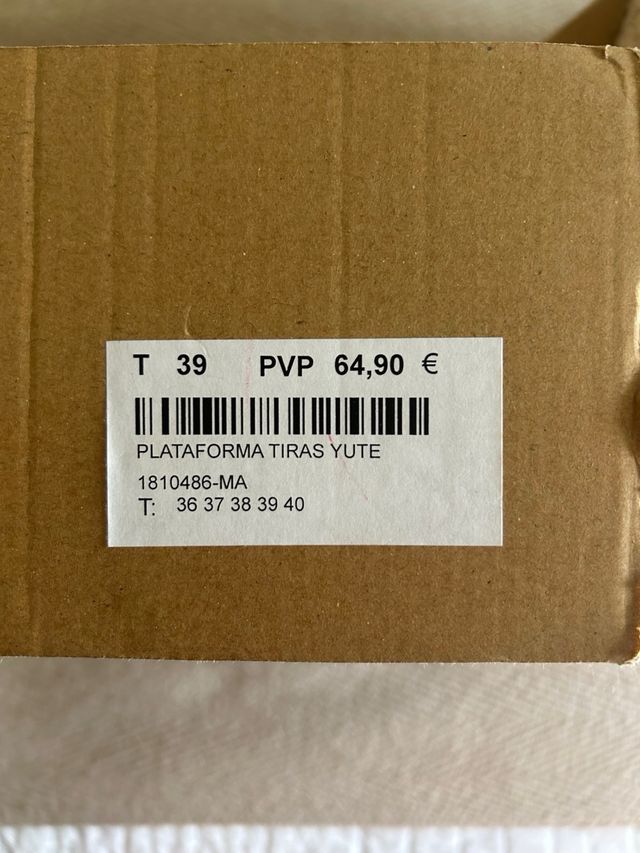 T 39 PVP 64,90 €
PLATAFORMA TIRAS YUTE
1810486-MA
T: 36 37 38 39 40